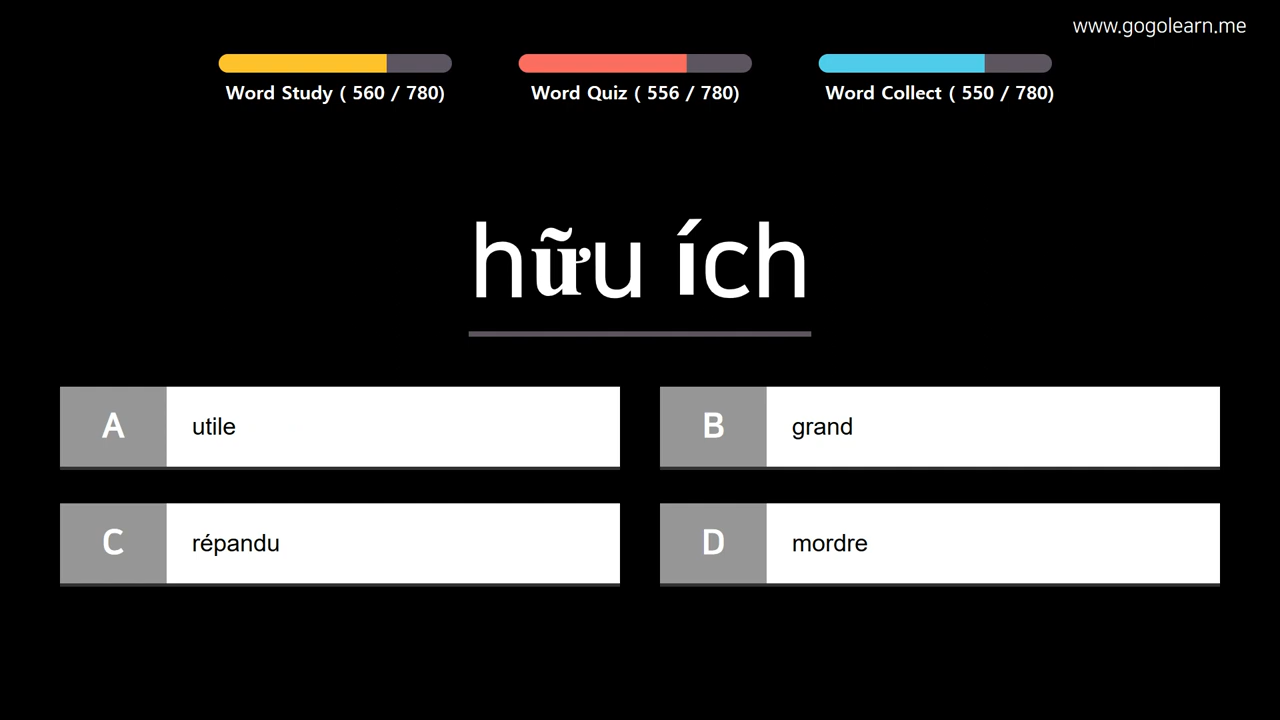 www.gogolearn.me
Word Study ( 560 / 780)
Word Quiz ( 556 / 780)
Word Collect ( 550 / 780)
hữu ích
A utile
B grand
C répandu
D mordre